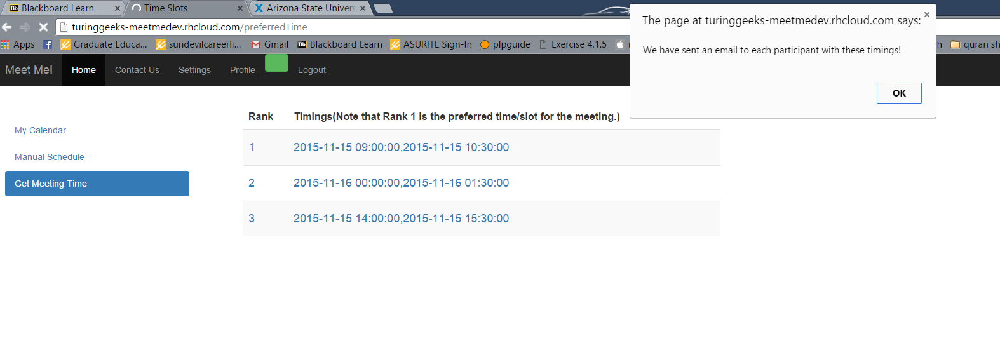 Bb Blackboard Learn
Time Slots
X Arizona State Univers
turinggeeks-meetmedev.rhcloud.com/preferredTime
Apps
f
Graduate Educa...
sundevilcareerli...
Gmail
Bb Blackboard Learn
ASURITE Sign-In
plpguide
Exercise 4.1.5
quran sh
The page at turinggeeks-meetmedev.rhcloud.com says:
We have sent an email to each participant with these timings!
OK
Meet Me!
Home
Contact Us
Settings
Profile
Logout
My Calendar
Manual Schedule
Get Meeting Time
Rank Timings(Note that Rank 1 is the preferred time/slot for the meeting.)
1 2015-11-15 09:00:00,2015-11-15 10:30:00
2 2015-11-16 00:00:00,2015-11-16 01:30:00
3 2015-11-15 14:00:00,2015-11-15 15:30:00